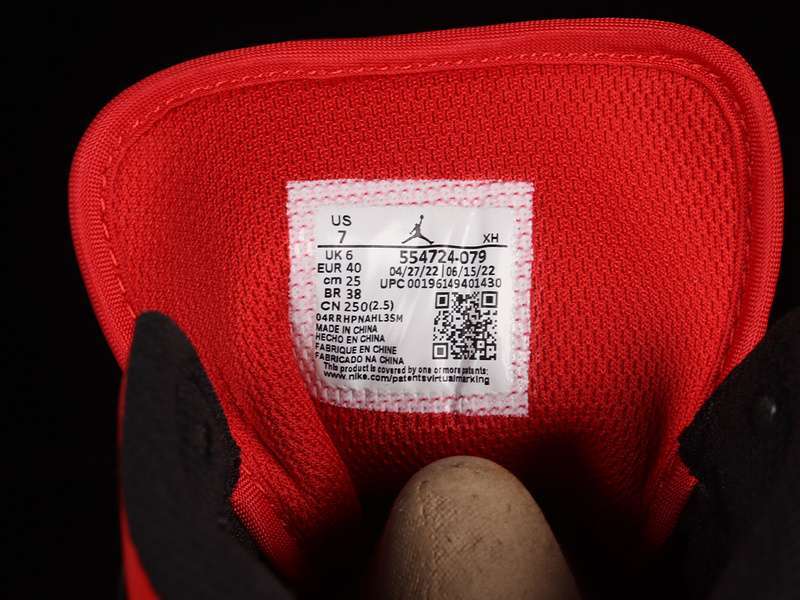 US
7
XH
UK 6
EUR 40
cm 25
BR 38
CN 250(2.5)
554724-079
04/27/22 | 06/15/22
UPC 00196149401430
04RRHPNAHL35M
MADE IN CHINA
HECHO EN CHINA
FABRIQUE EN CHINE
FABRICADO NA CHINA
This product is covered by one or more patents:
www.nike.com/patentsvirtualmarking